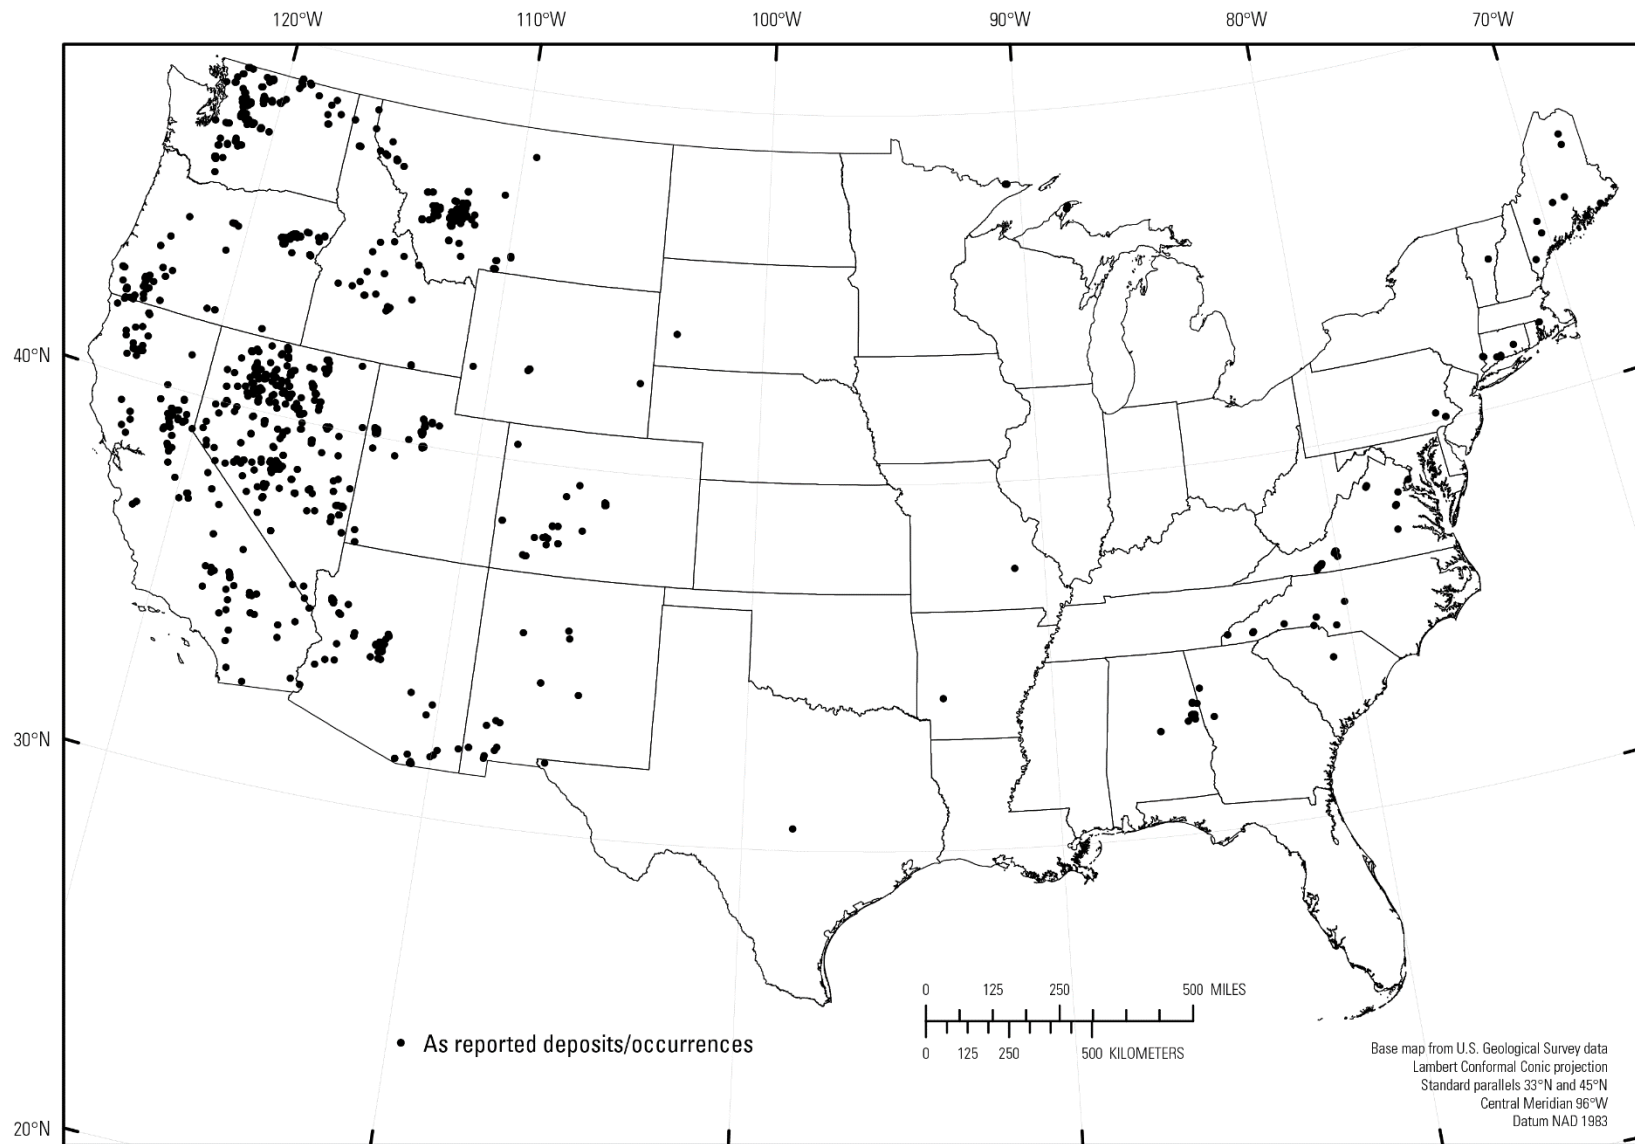 120°W 110°W 100°W 90°W 80°W 70°W
40°N
30°N
20°N
0 125 250 500 MILES
0 125 250 500 KILOMETERS
As reported deposits/occurrences
Base map from U.S. Geological Survey data
Lambert Conformal Conic projection
Standard parallels 33°N and 45°N
Central Meridian 96°W
Datum NAD 1983